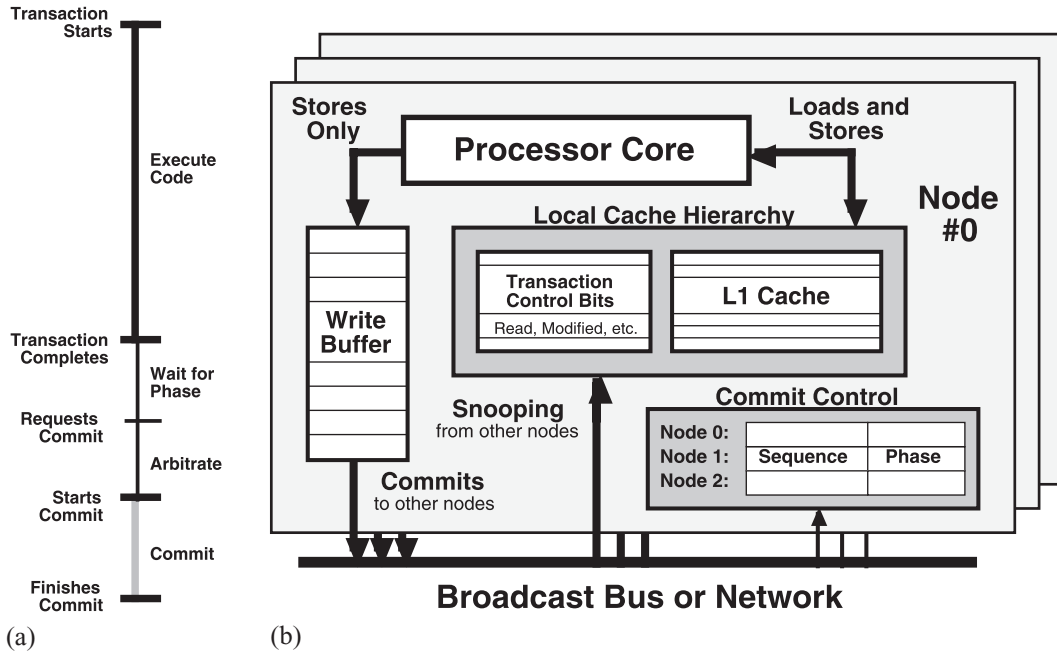 Transaction
Starts
Execute
Code
Transaction
Completes
Wait for
Phase
Requests
Commit
Arbitrate
Starts
Commit
Commit
Finishes
Commit
(a)
Stores
Only
Processor Core
Loads and
Stores
Node
#0
Local Cache Hierarchy
Transaction
Control Bits
Read, Modified, etc.
L1 Cache
Write
Buffer
Snooping
from other nodes
Commit Control
Node 0:
Node 1:
Sequence
Phase
Node 2:
Commits
to other nodes
Broadcast Bus or Network
(b)